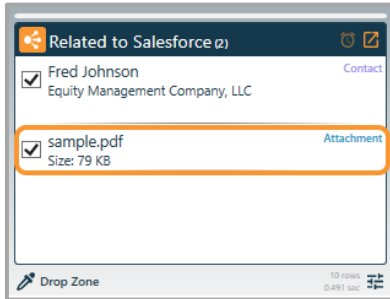 Related to Salesforce (2)
Fred Johnson Contact
Equity Management Company, LLC
sample.pdf Attachment
Size: 79 KB
Drop Zone
10 rows
0.491 sec